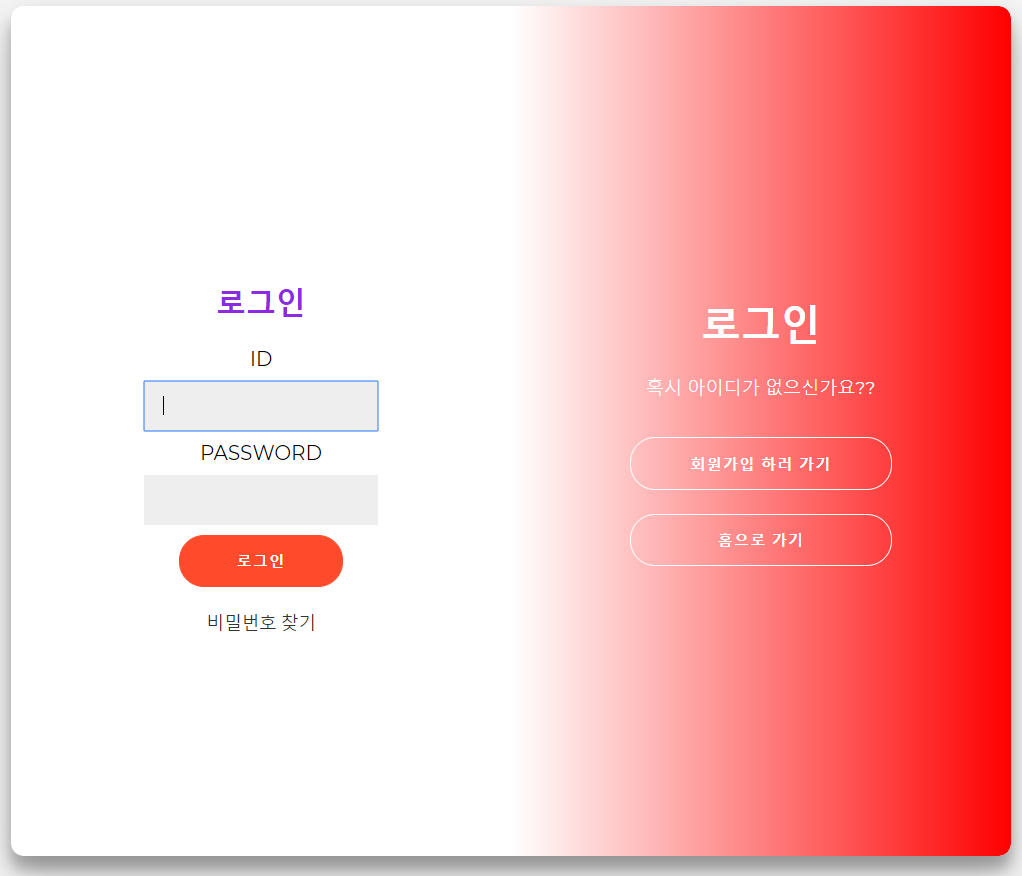 로그인
ID
PASSWORD
로그인
비밀번호 찾기
로그인
혹시 아이디가 없으신가요??
회원가입 하러 가기
홈으로 가기